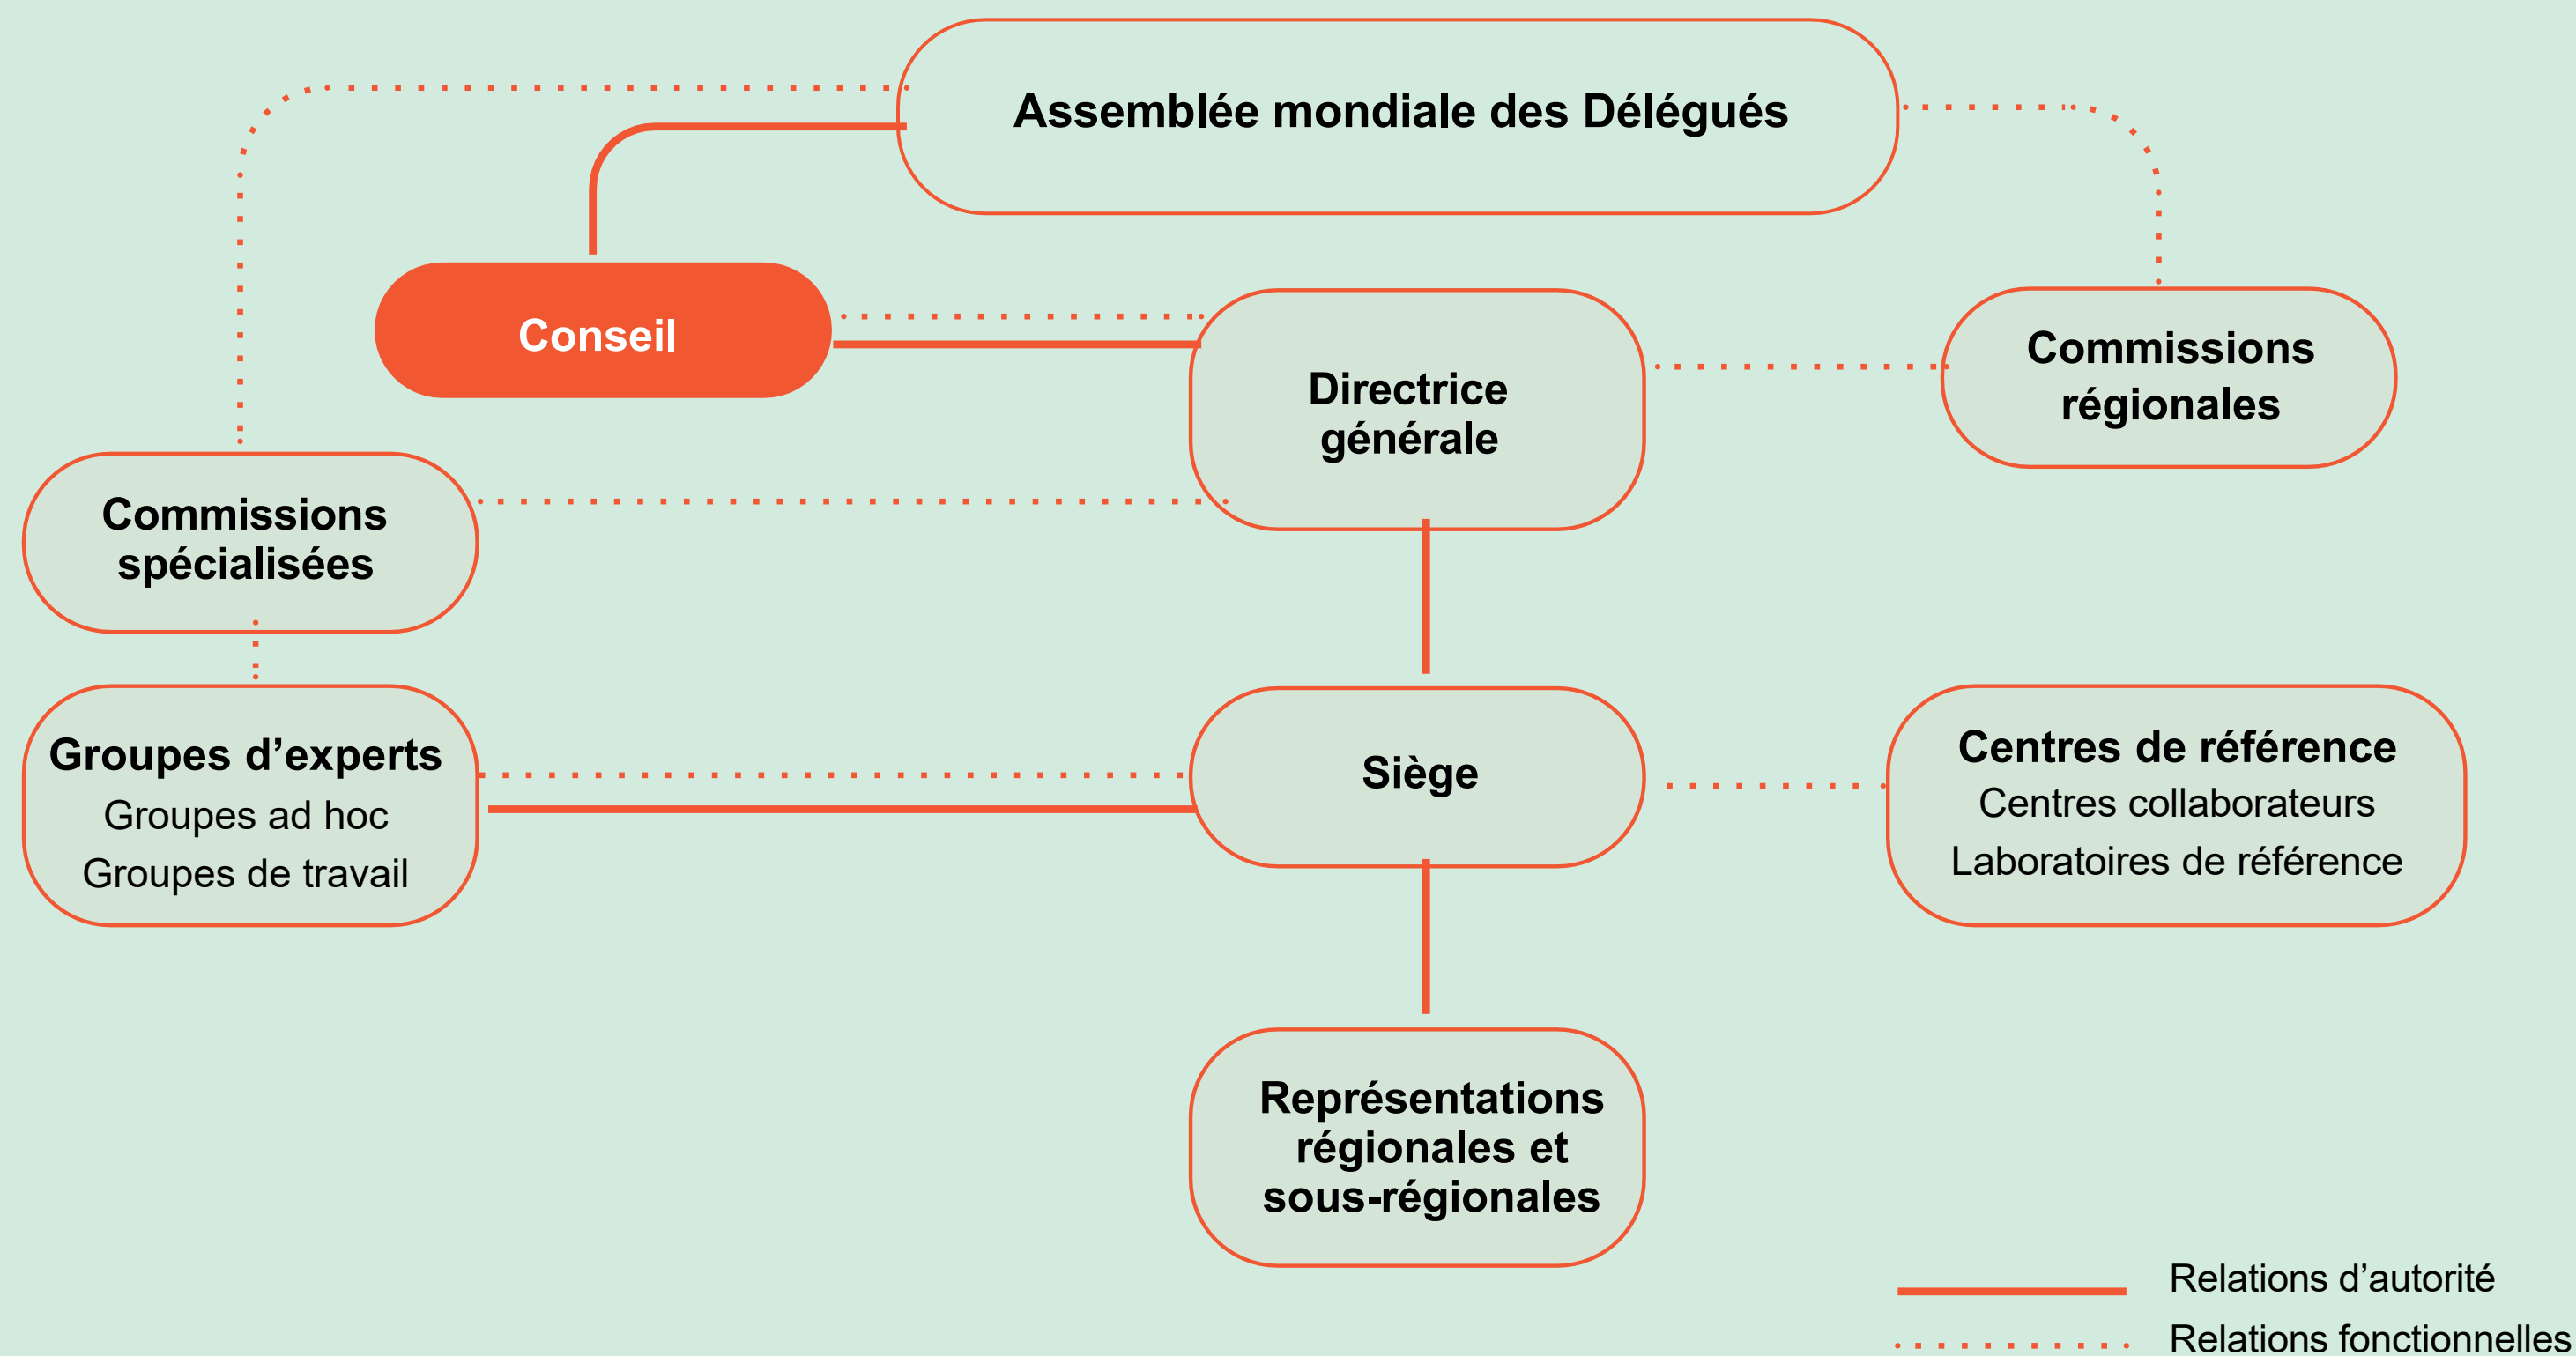 Assemblée mondiale des Délégués
Conseil
Directrice
générale
Commissions
régionales
Commissions
spécialisées
Groupes d’experts
Groupes ad hoc
Groupes de travail
Siège
Centres de référence
Centres collaborateurs
Laboratoires de référence
Représentations
régionales et
sous-régionales
Relations d’autorité
Relations fonctionnelles